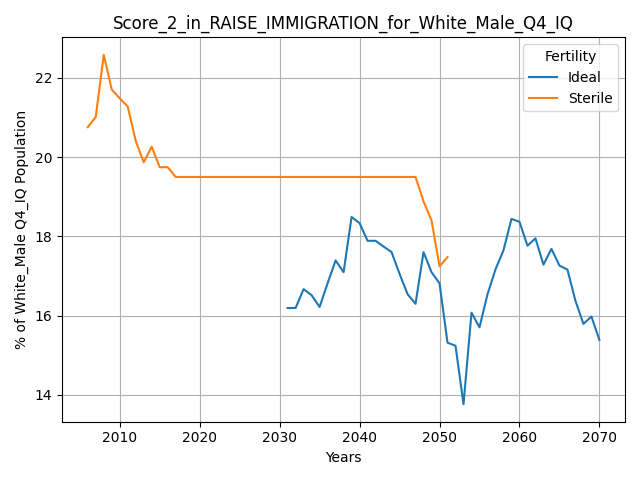 Score_2_in_RAISE_IMMIGRATION_for_White_Male_Q4_IQ
Fertility
Ideal
Sterile
% of White_Male Q4_IQ Population
22
20
18
16
14
2010 2020 2030 2040 2050 2060 2070
Years